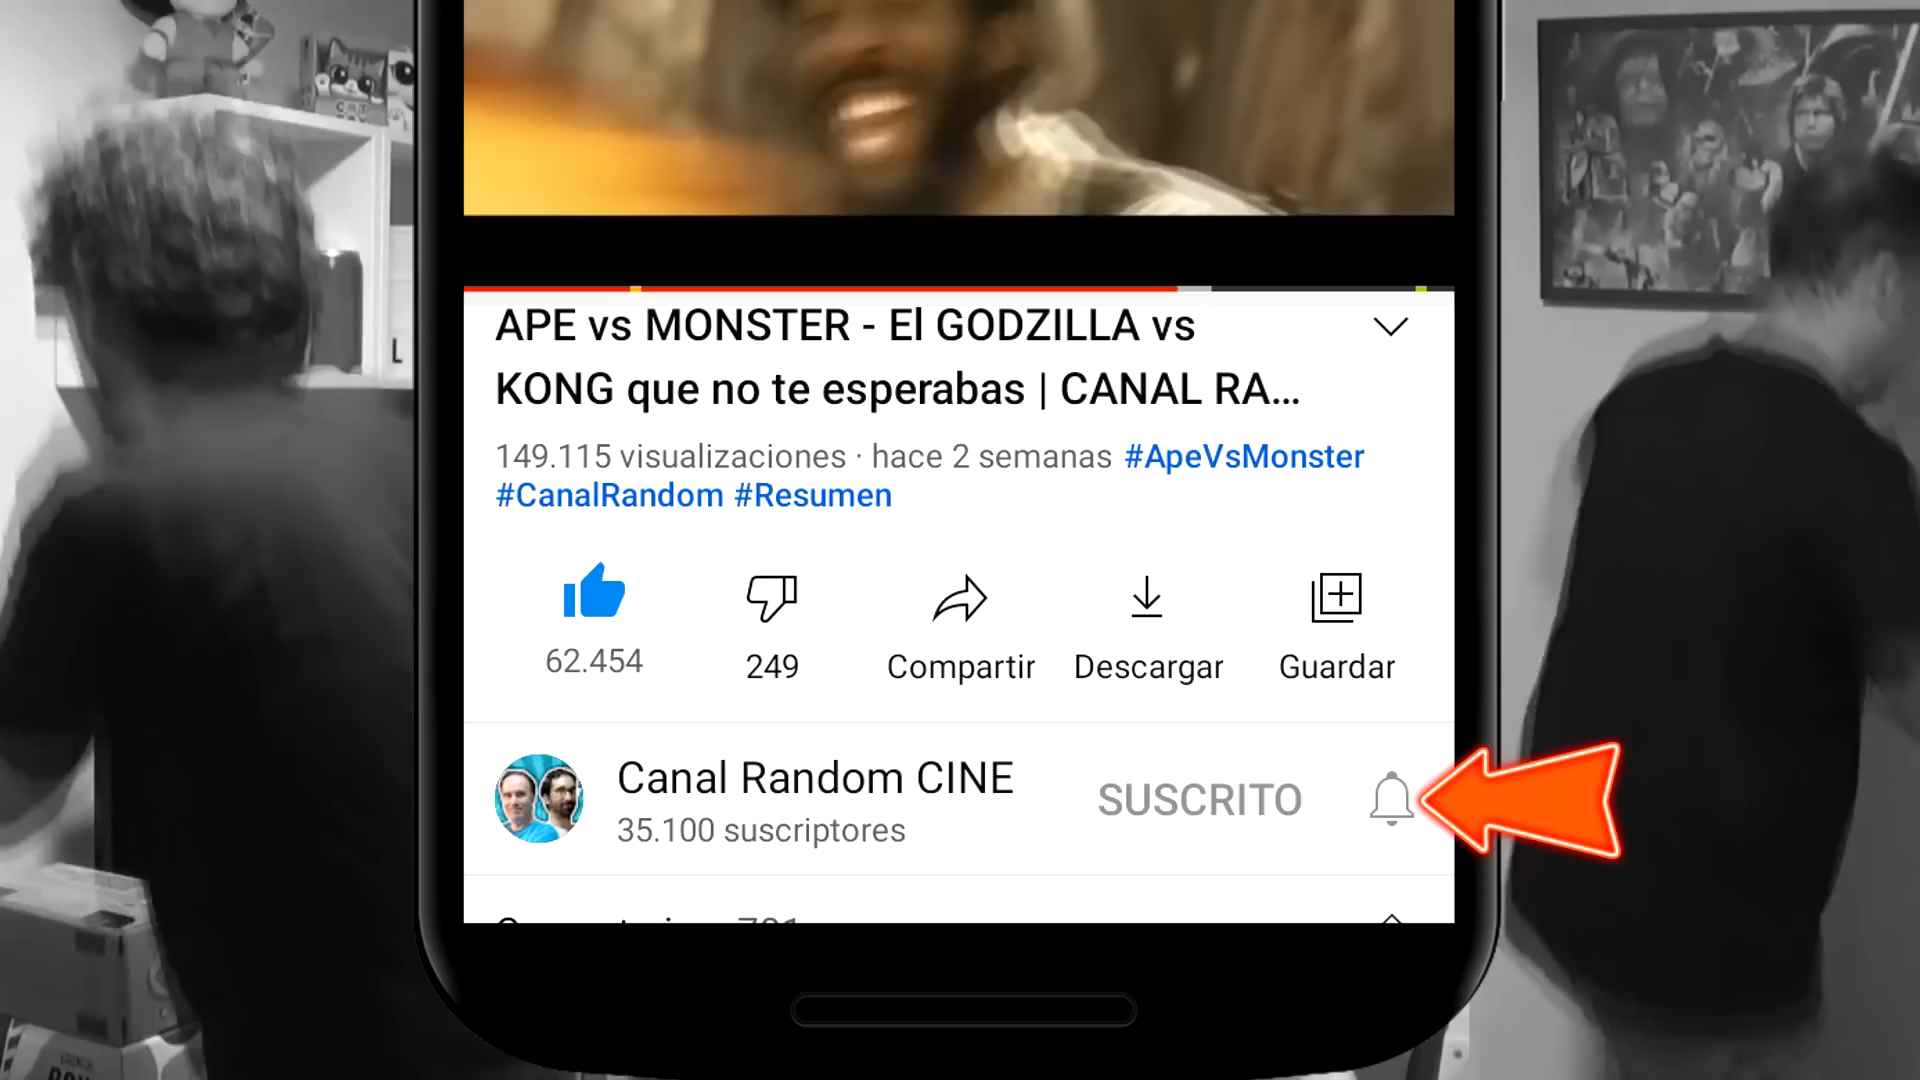 APE vs MONSTER - El GODZILLA vs
KONG que no te esperabas | CANAL RA...
149.115 visualizaciones · hace 2 semanas #ApeVsMonster
#CanalRandom #Resumen
62.454
249
Compartir
Descargar
Guardar
Canal Random CINE
SUSCRITO
35.100 suscriptores